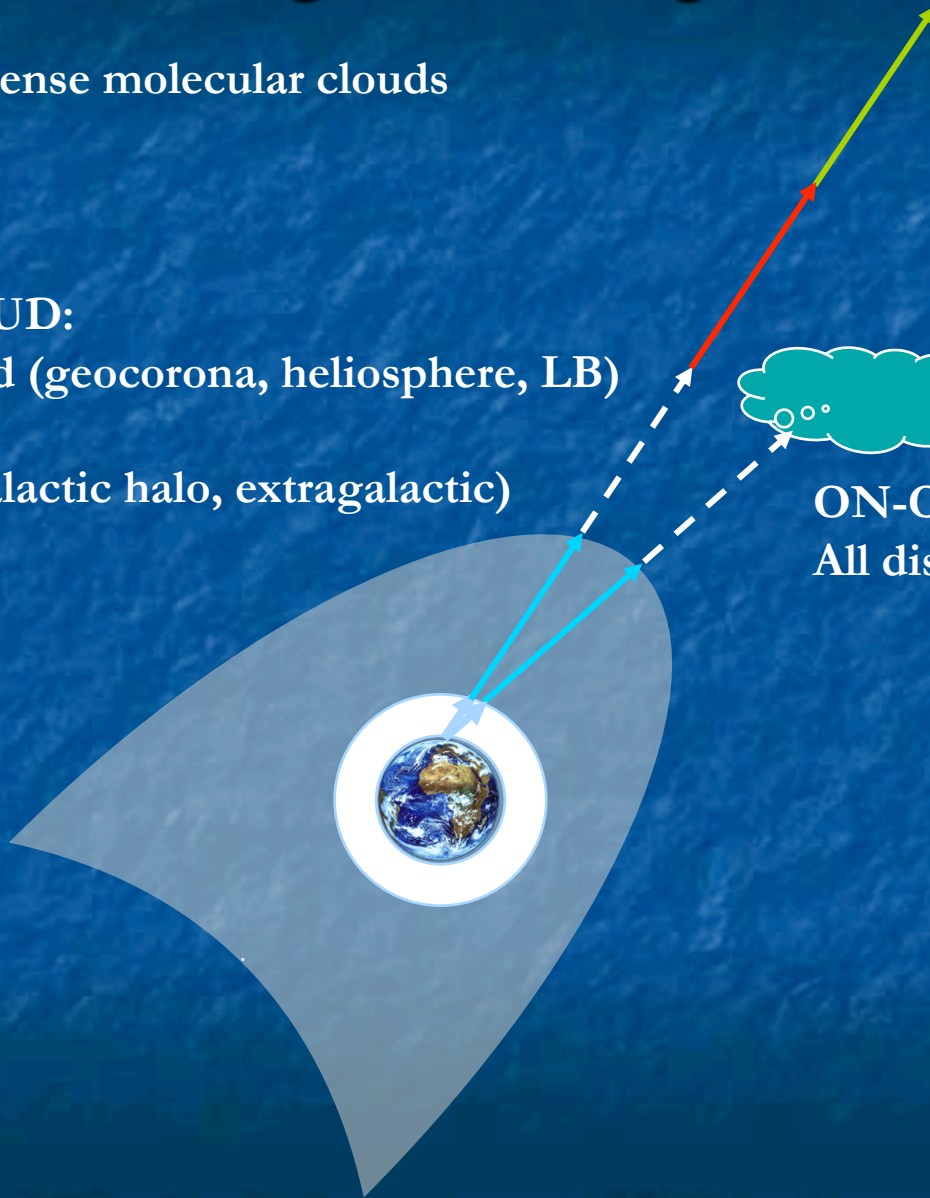 ense molecular clouds
UD:
d (geocorona, heliosphere, LB)
lactic halo, extragalactic)
ON-O
All dis